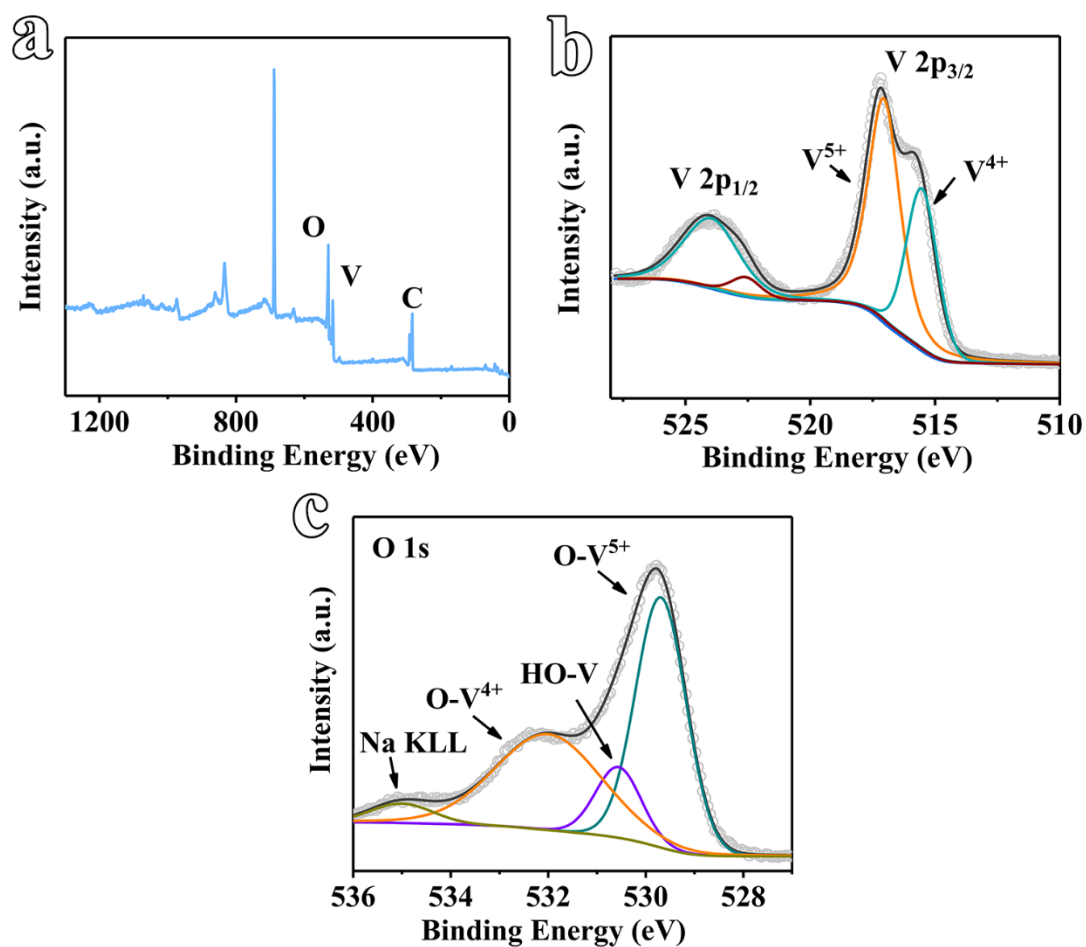 a
Intensity (a.u.)
O
V
C
1200 800 400 0
Binding Energy (eV)
b
Intensity (a.u.)
V 2p3/2
V5+
V4+
V 2p1/2
525 520 515 510
Binding Energy (eV)
c
Intensity (a.u.)
O 1s
O-V5+
HO-V
O-V4+
Na KLL
536 534 532 530 528
Binding Energy (eV)